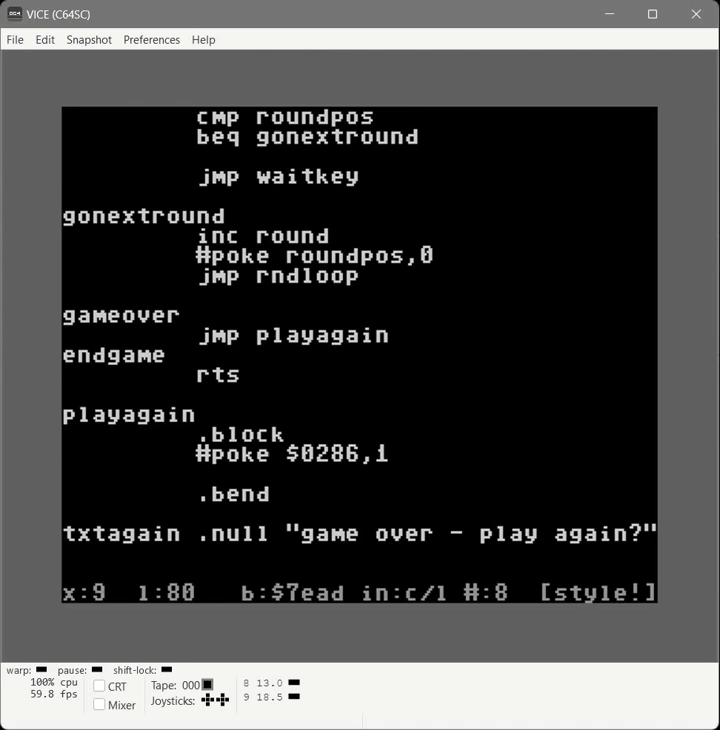 VICE (C64SC)
File Edit Snapshot Preferences Help
cmp roundpos
beq gonextround
jmp waitkey
gonextround
inc round
#poke roundpos,0
jmp rndloop
gameover
jmp playagain
endgame
rts
playagain
.block
#poke $0286,1
.bend
txtagain .null "game over - play again?"
x:9 l:80 b:$7ead in:c/l #:8 [style!]
warp: pause: shift-lock:
100% cpu
59.8 fps
CRT
Mixer
Tape: 000
Joysticks:
8 13.0
9 18.5